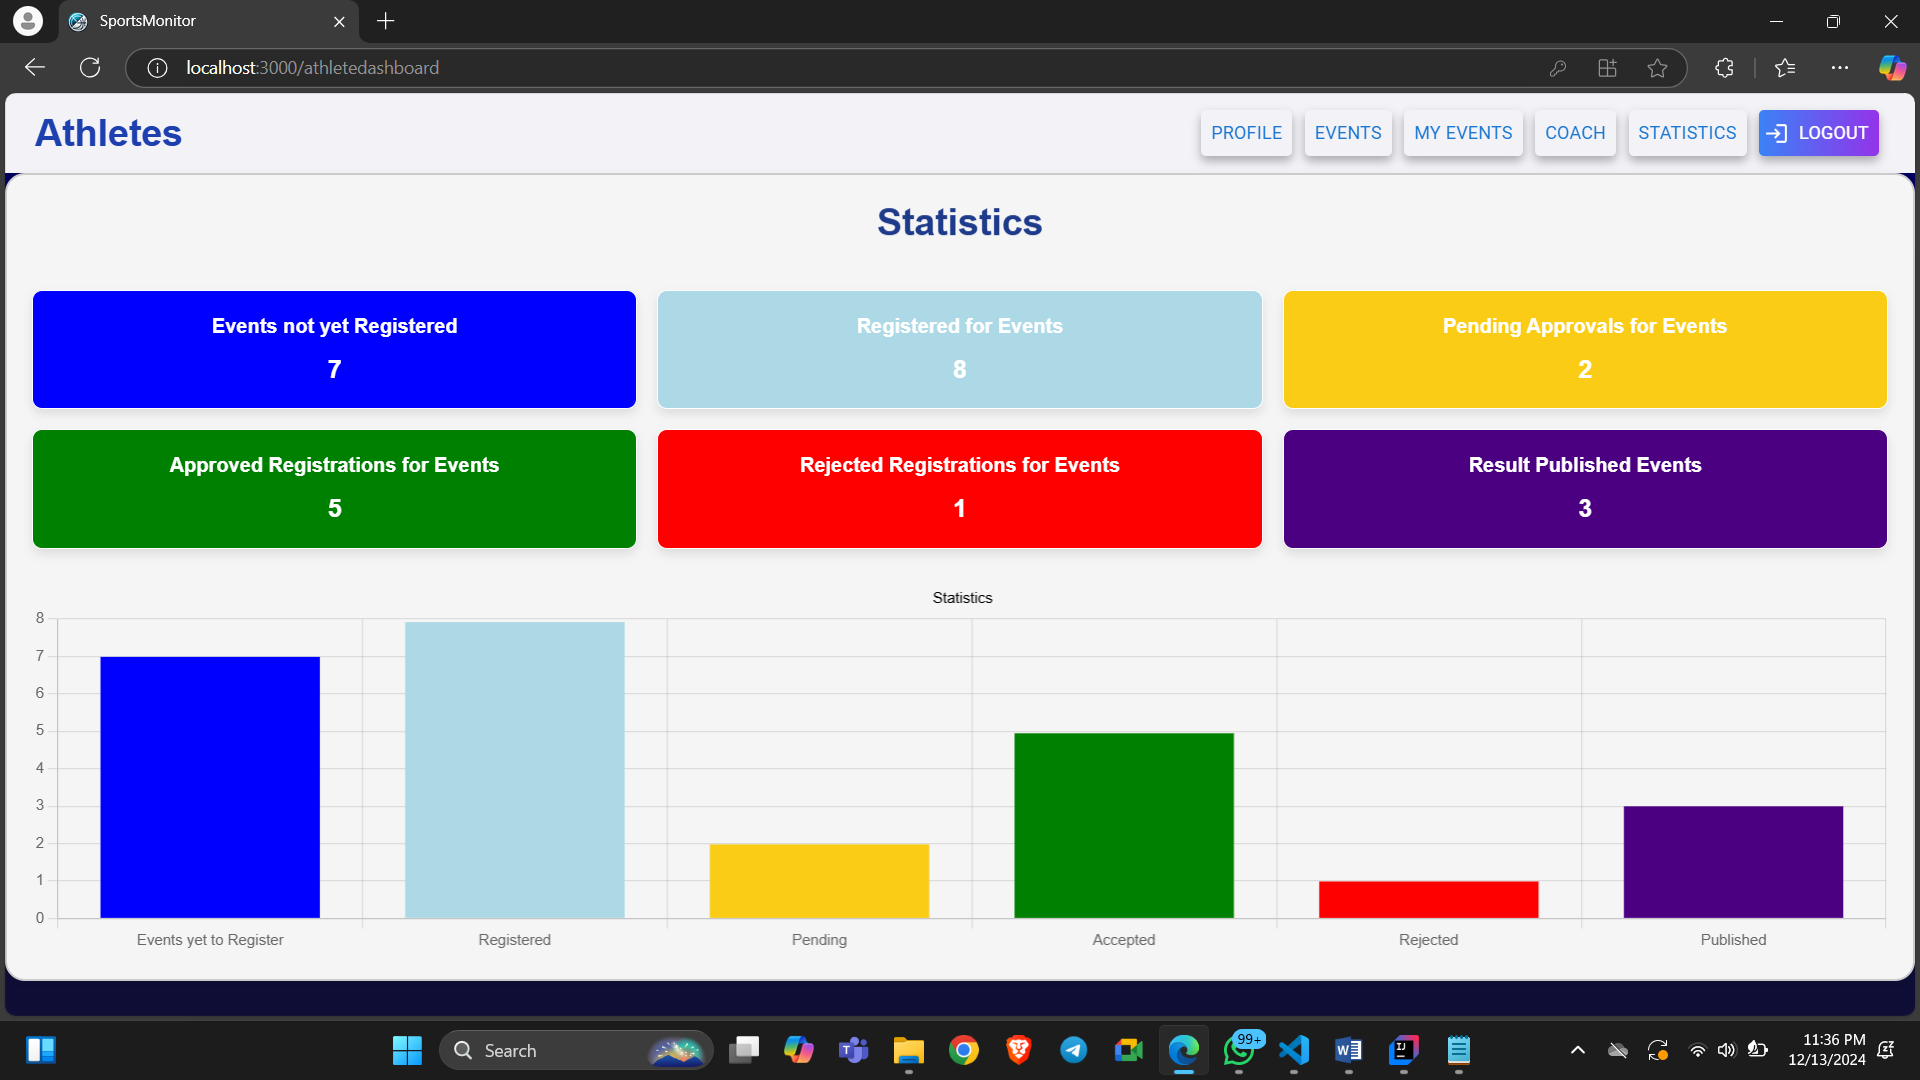 SportsMonitor
localhost:3000/athletedashboard
Athletes
PROFILE
EVENTS
MY EVENTS
COACH
STATISTICS
LOGOUT
Statistics
Events not yet Registered
7
Registered for Events
8
Pending Approvals for Events
2
Approved Registrations for Events
5
Rejected Registrations for Events
1
Result Published Events
3
Statistics
8
7
6
5
4
3
2
1
0
Events yet to Register
Registered
Pending
Accepted
Rejected
Published
Search
99+
11:36 PM
12/13/2024